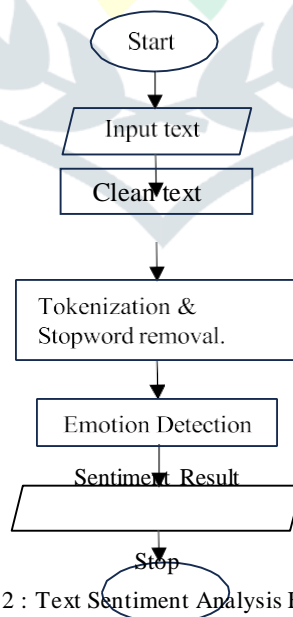 Start
Input text
Clean text
Tokenization &
Stopword removal.
Emotion Detection
Sentiment Result
Stop
2 : Text Sentiment Analysis